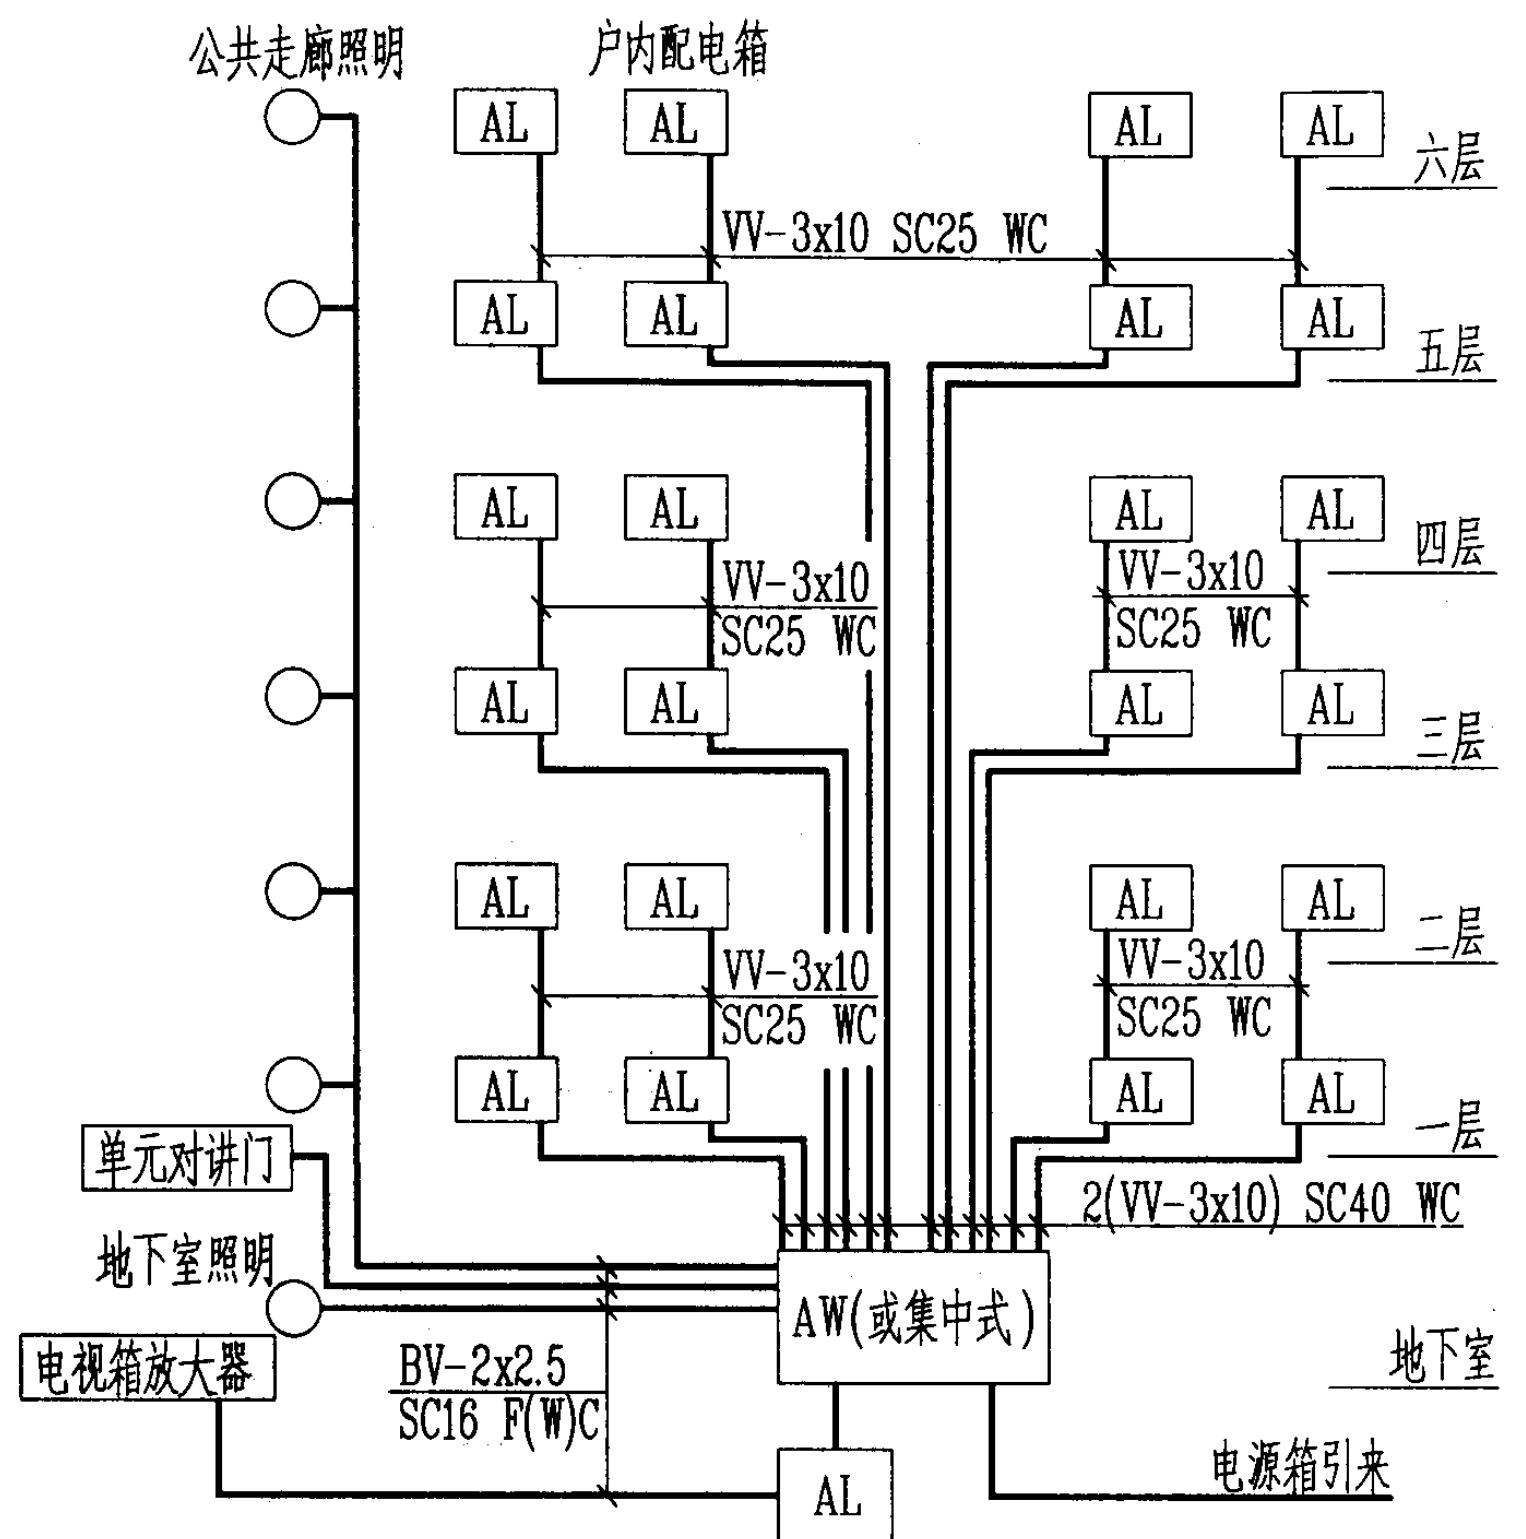 公共走廊照明 户内配电箱
AL AL AL AL
六层
VV-3x10 SC25 WC
AL AL AL AL
五层
AL AL AL AL
四层
VV-3x10 VV-3x10
SC25 WC SC25 WC
AL AL AL AL
三层
AL AL AL AL
二层
VV-3x10 VV-3x10
SC25 WC SC25 WC
AL AL AL AL
一层
单元对讲门
2(VV-3x10) SC40 WC
地下室照明
AW(或集中式)
电视箱放大器
BV-2x2.5
地下室
SC16 F(W)C
电源箱引来
AL